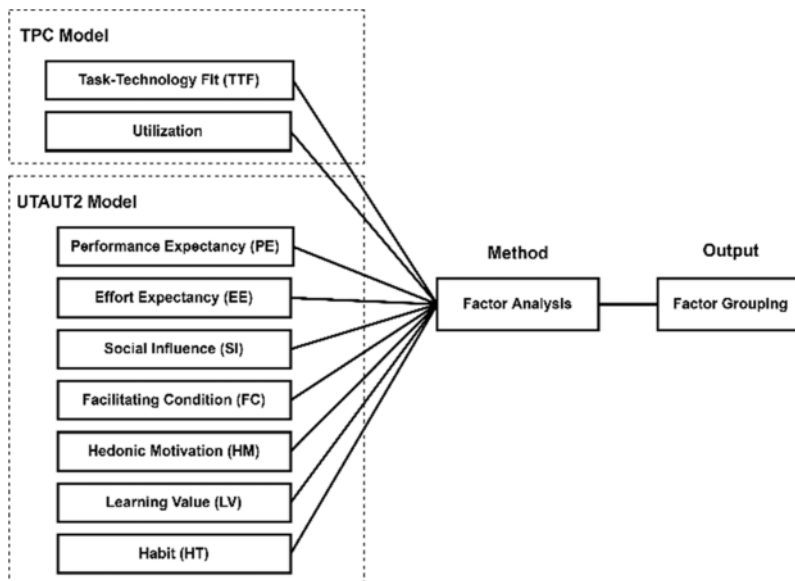 TPC Model
Task-Technology Fit (TTF)
Utilization
UTAUT2 Model
Performance Expectancy (PE)
Effort Expectancy (EE)
Social Influence (SI)
Facilitating Condition (FC)
Hedonic Motivation (HM)
Learning Value (LV)
Habit (HT)
Method
Factor Analysis
Output
Factor Grouping